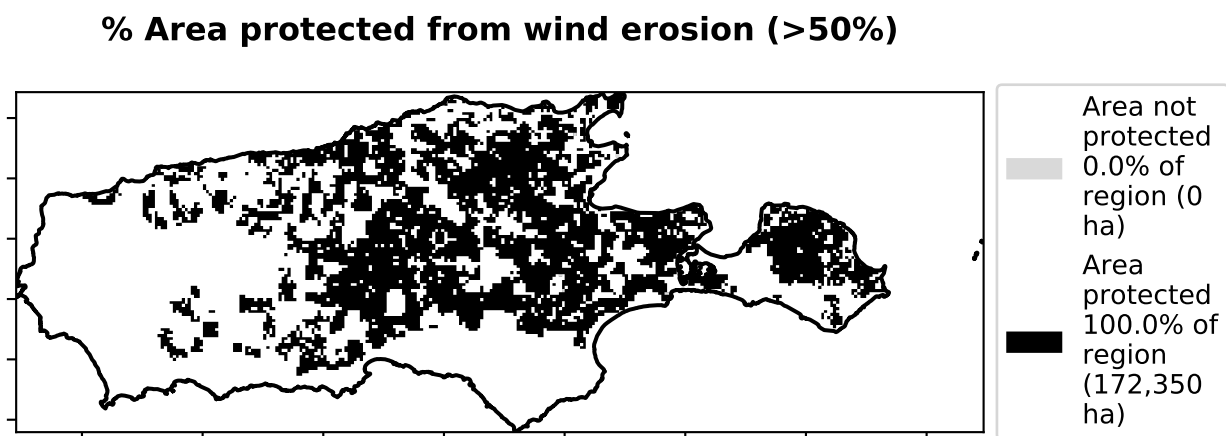 % Area protected from wind erosion (>50%)
Area not
protected
0.0% of
region (0
ha)
Area
protected
100.0% of
region
(172,350
ha)